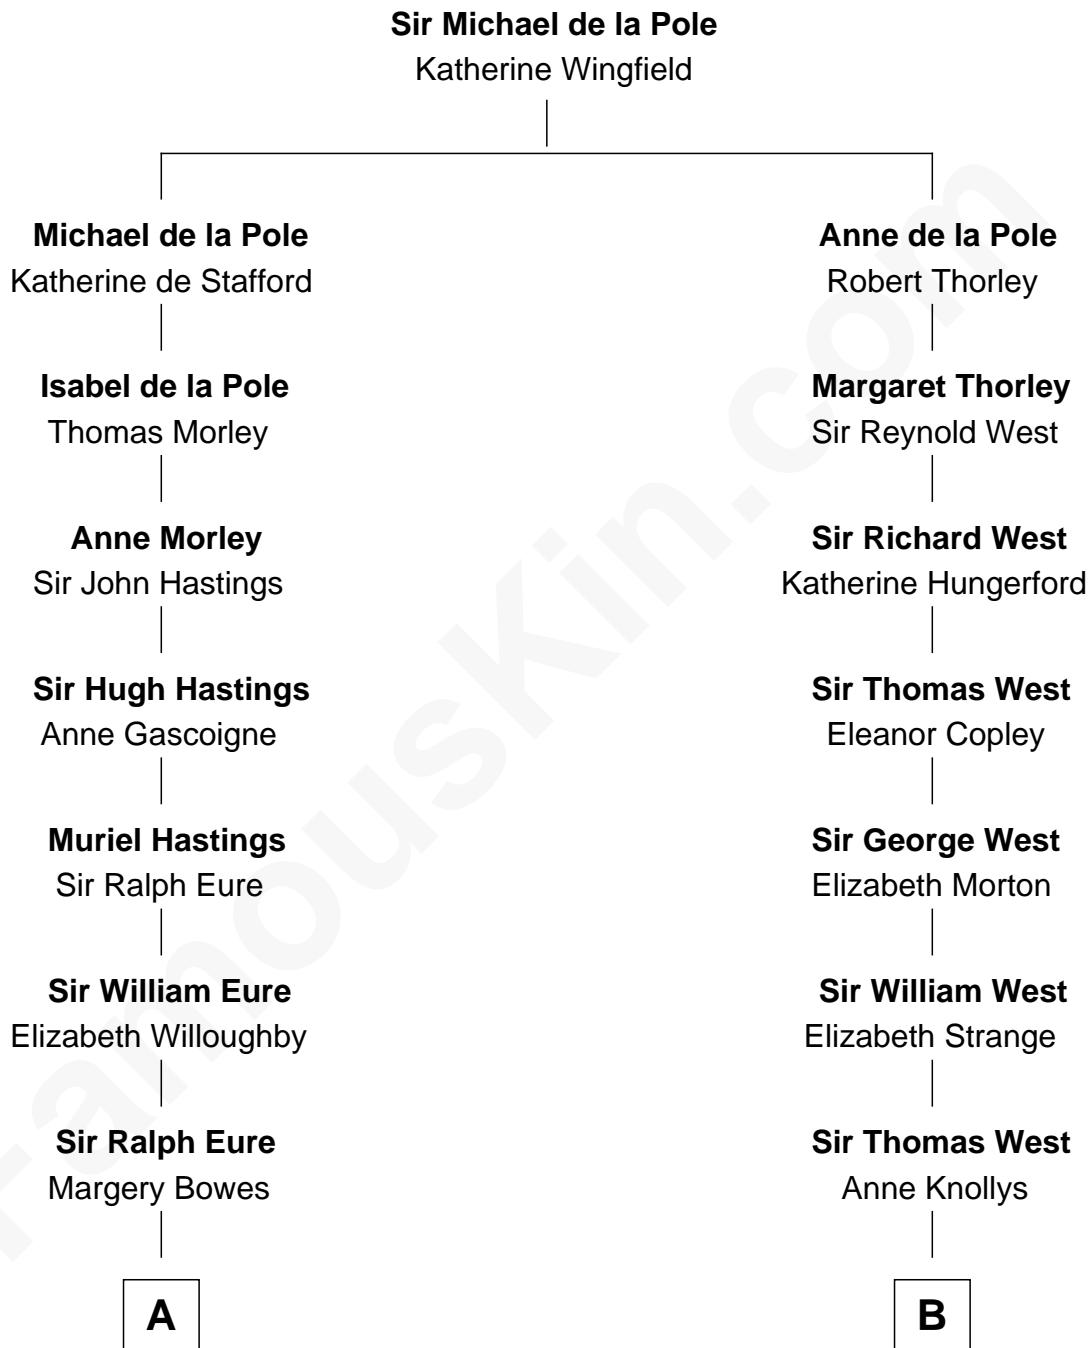 Sir Michael de la Pole
Katherine Wingfield
Michael de la Pole
Katherine de Stafford
Isabel de la Pole
Thomas Morley
Anne Morley
Sir John Hastings
Sir Hugh Hastings
Anne Gascoigne
Muriel Hastings
Sir Ralph Eure
Sir William Eure
Elizabeth Willoughby
Sir Ralph Eure
Margery Bowes
A
Anne de la Pole
Robert Thorley
Margaret Thorley
Sir Reynold West
Sir Richard West
Katherine Hungerford
Sir Thomas West
Eleanor Copley
Sir George West
Elizabeth Morton
Sir William West
Elizabeth Strange
Sir Thomas West
Anne Knollys
B
FamousKin.com